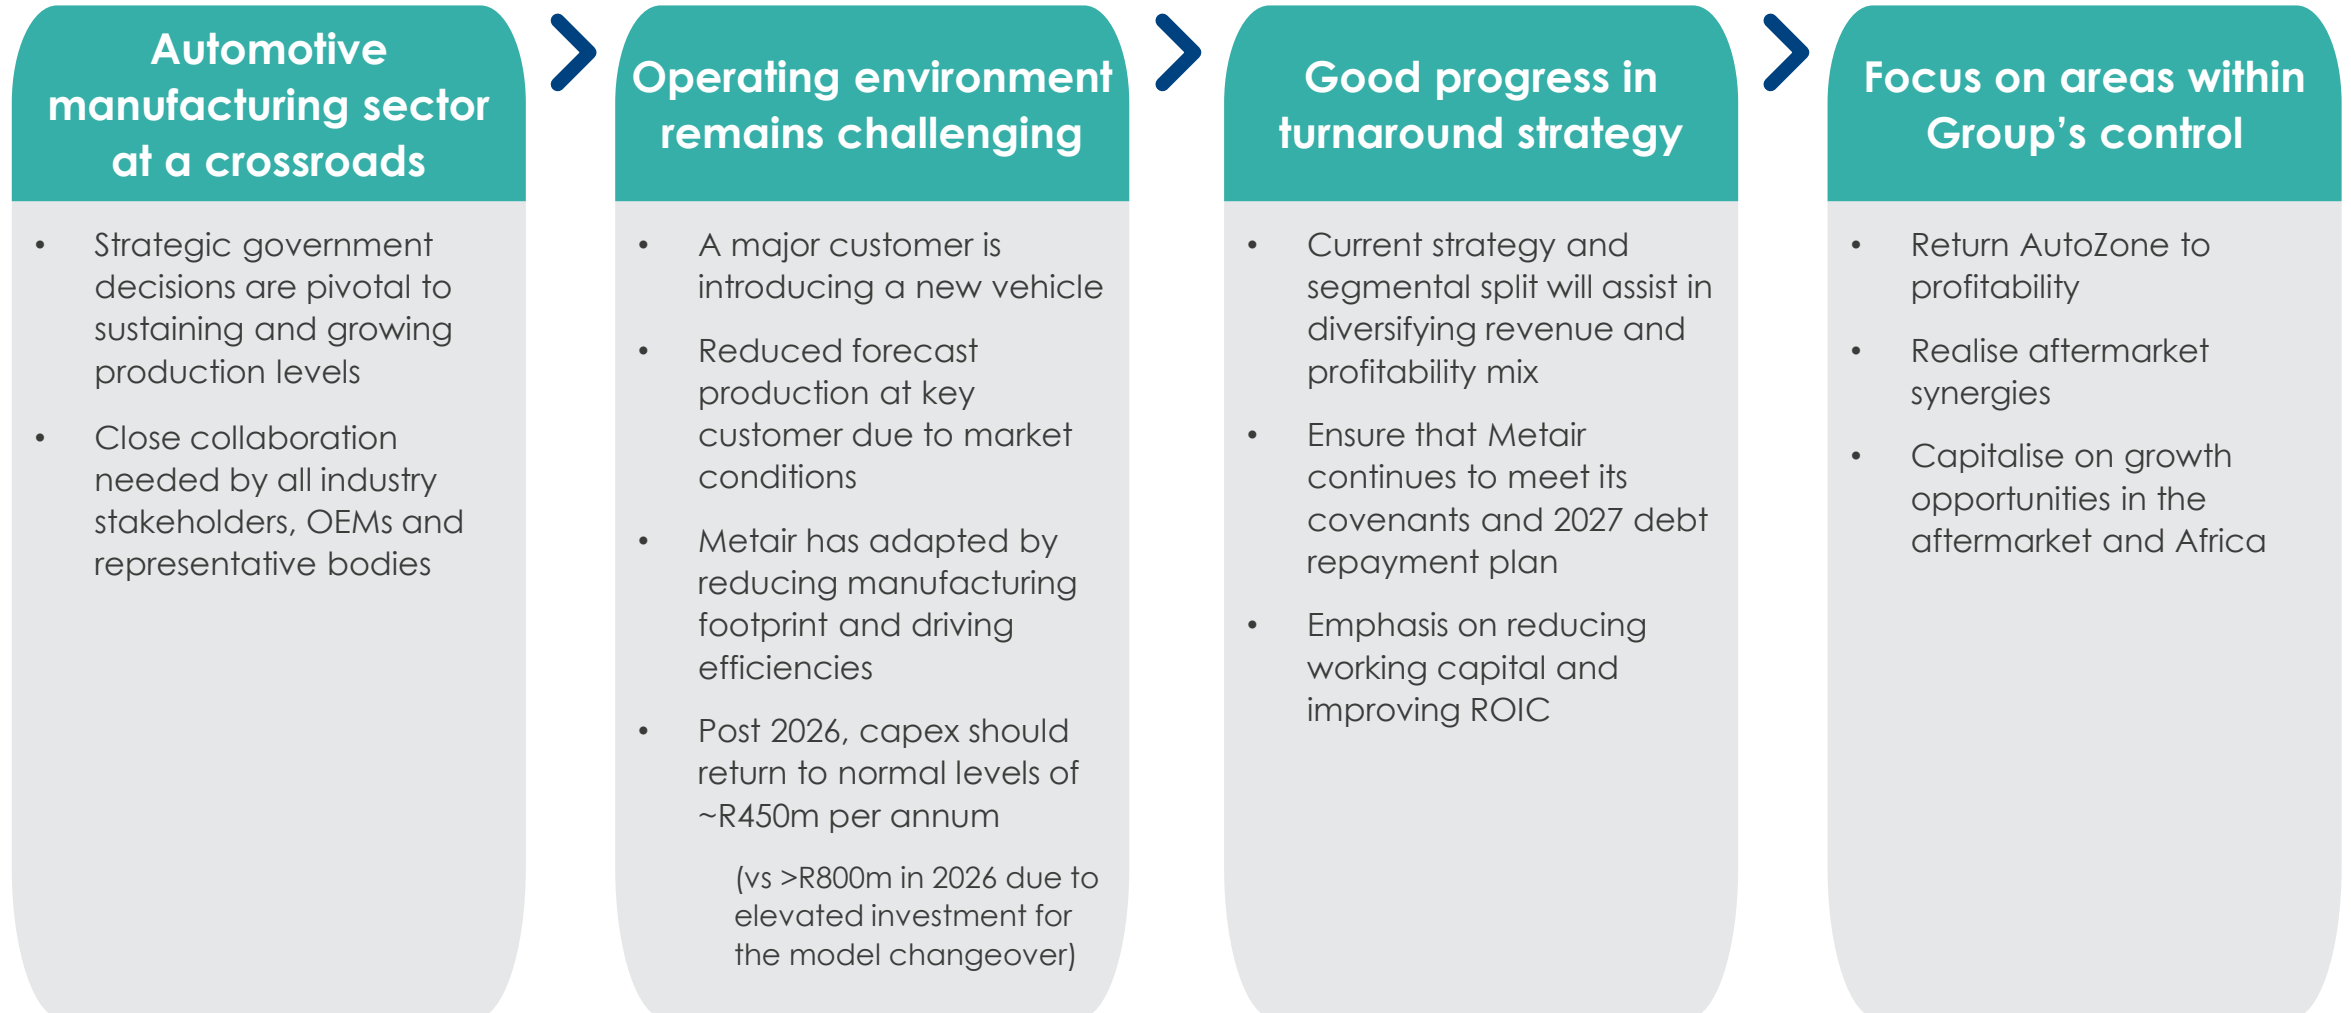 Automotive
manufacturing sector
at a crossroads
• Strategic government
decisions are pivotal to
sustaining and growing
production levels
• Close collaboration
needed by all industry
stakeholders, OEMs and
representative bodies
Operating environment
remains challenging
• A major customer is
introducing a new vehicle
• Reduced forecast
production at key
customer due to market
conditions
• Metair has adapted by
reducing manufacturing
footprint and driving
efficiencies
• Post 2026, capex should
return to normal levels of
~R450m per annum
(vs >R800m in 2026 due to
elevated investment for
the model changeover)
Good progress in
turnaround strategy
• Current strategy and
segmental split will assist in
diversifying revenue and
profitability mix
• Ensure that Metair
continues to meet its
covenants and 2027 debt
repayment plan
• Emphasis on reducing
working capital and
improving ROIC
Focus on areas within
Group’s control
• Return AutoZone to
profitability
• Realise aftermarket
synergies
• Capitalise on growth
opportunities in the
aftermarket and Africa